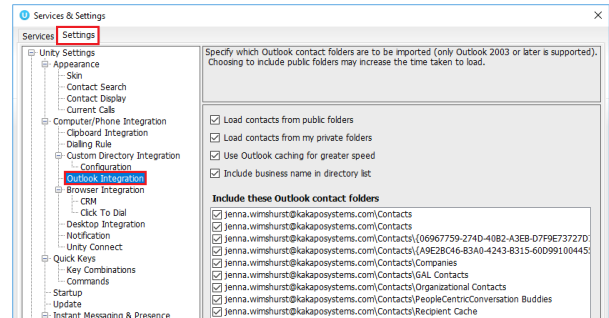 Services & Settings
Services Settings
Unity Settings
Appearance
Skin
Contact Search
Contact Display
Current Calls
Computer/Phone Integration
Clipboard Integration
Dialling Rule
Custom Directory Integration
Configuration
Outlook Integration
Browser Integration
CRM
Click To Dial
Desktop Integration
Notification
Unity Connect
Quick Keys
Key Combinations
Commands
Startup
Update
Instant Messaging & Presence
Specify which Outlook contact folders are to be imported (only Outlook 2003 or later is supported).
Choosing to include public folders may increase the time taken to load.
Load contacts from public folders
Load contacts from my private folders
Use Outlook caching for greater speed
Include business name in directory list
Include these Outlook contact folders
jenna.wimshurst@kakaposystems.com\Contacts
jenna.wimshurst@kakaposystems.com\Contacts
jenna.wimshurst@kakaposystems.com\Contacts\{06967759-274D-40B2-A3EB-D7F9E73727D
jenna.wimshurst@kakaposystems.com\Contacts\{A9E2BC46-B3A0-4243-B315-60D991004455
jenna.wimshurst@kakaposystems.com\Contacts\Companies
jenna.wimshurst@kakaposystems.com\Contacts\GAL Contacts
jenna.wimshurst@kakaposystems.com\Contacts\Organizational Contacts
jenna.wimshurst@kakaposystems.com\Contacts\PeopleCentricConversation Buddies
jenna.wimshurst@kakaposystems.com\Contacts\Recipient Cache